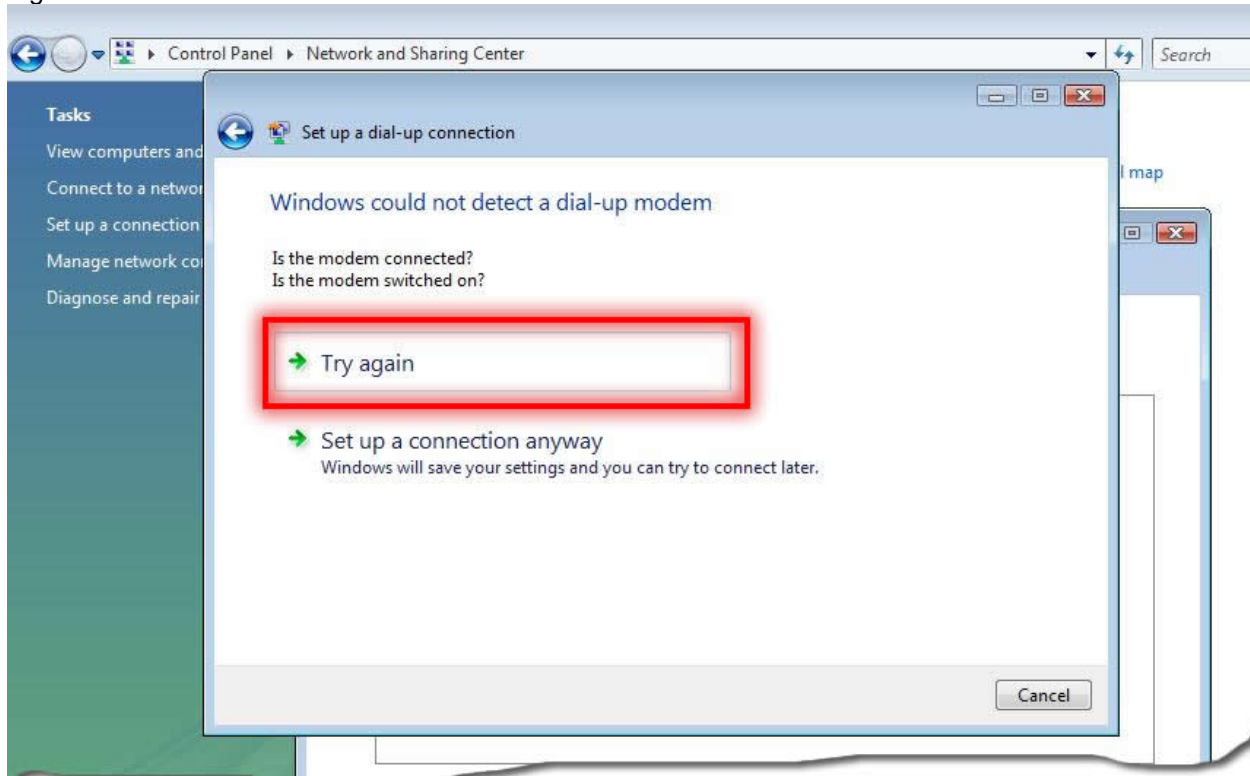 Control Panel Network and Sharing Center
Search
Tasks
View computers and
Connect to a networ
Set up a connection
Manage network co
Diagnose and repair
Set up a dial-up connection
l map
Windows could not detect a dial-up modem
Is the modem connected?
Is the modem switched on?
Try again
Set up a connection anyway
Windows will save your settings and you can try to connect later.
Cancel